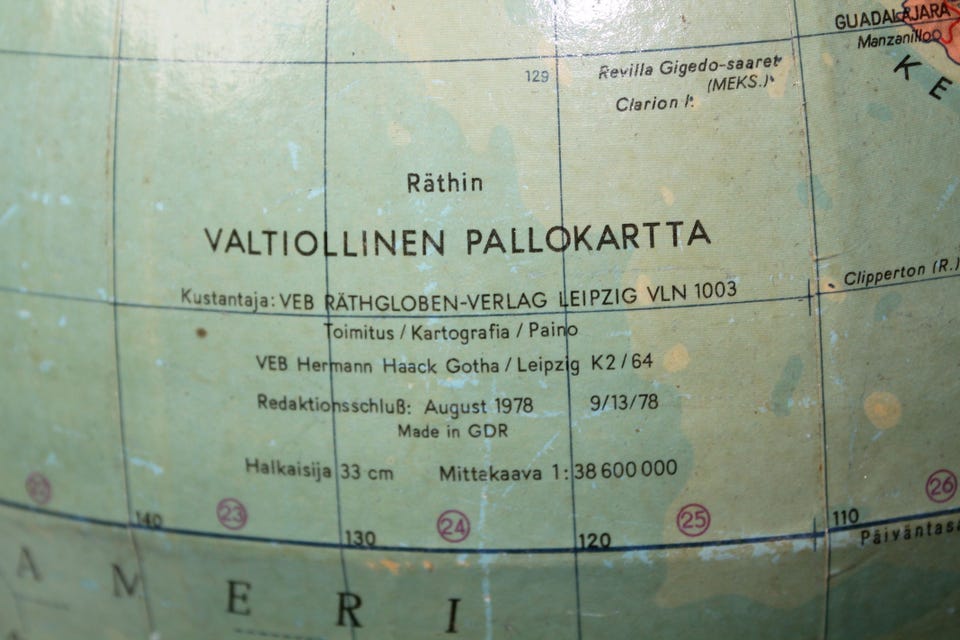 GUADALAJARA
Manzanilloo
129
Revilla Gigedo-saaret
(MEKS.)
Clarion I.
K E
Räthin
VALTIOLLINEN PALLOKARTTA
Clipperton (R.)
Kustantaja: VEB RÄTHGLOBEN-VERLAG LEIPZIG VLN 1003
Toimitus / Kartografia / Paino
VEB Hermann Haack Gotha / Leipzig K2 / 64
Redaktionsschluß: August 1978 9/13/78
Made in GDR
Halkaisija 33 cm Mittakaava 1:38 600 000
23 24 25 26
140 130 120 110
Päiväntasa
A M E R I